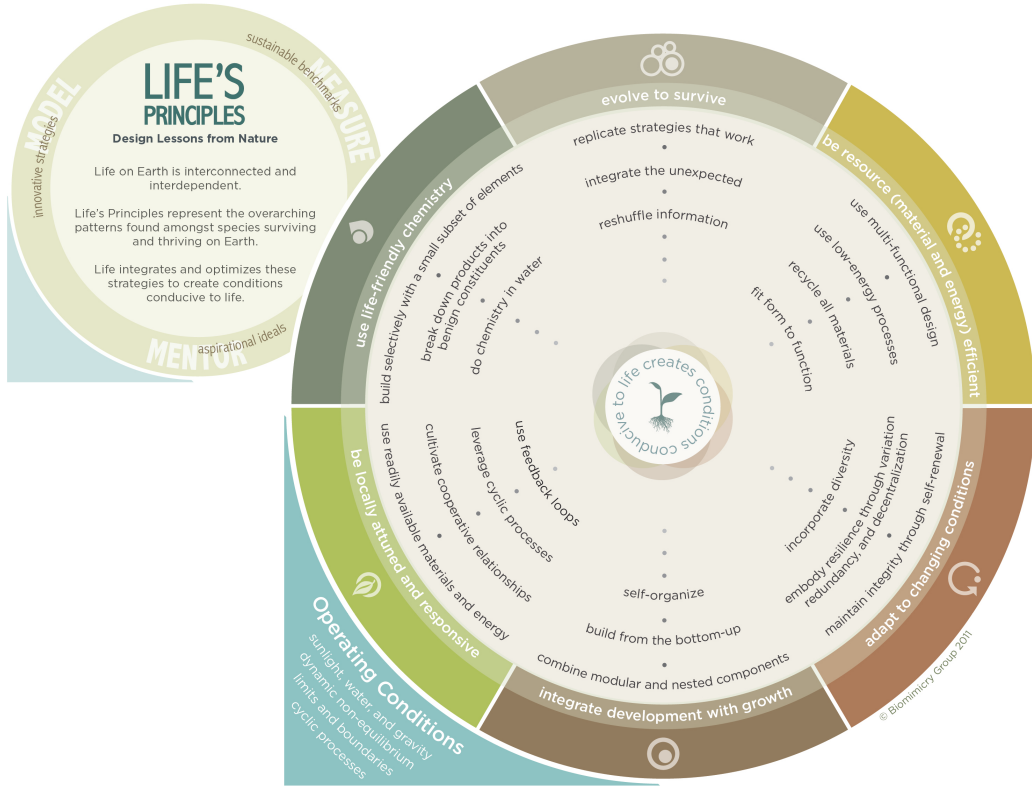 MODEL
innovative strategies
MEASURE
sustainable benchmarks
MENTOR
aspirational ideals
LIFE'S
PRINCIPLES
Design Lessons from Nature
Life on Earth is interconnected and
interdependent.
Life's Principles represent the overarching
patterns found amongst species surviving
and thriving on Earth.
Life integrates and optimizes these
strategies to create conditions
conducive to life.
evolve to survive
replicate strategies that work
integrate the unexpected
reshuffle information
be resource (material and energy) efficient
use multi-functional design
use low-energy processes
recycle all materials
fit form to function
adapt to changing conditions
maintain integrity through self-renewal
embody resilience through variation
redundancy, and decentralization
incorporate diversity
integrate development with growth
combine modular and nested components
build from the bottom-up
self-organize
be locally attuned and responsive
use readily available materials and energy
cultivate cooperative relationships
leverage cyclic processes
use feedback loops
use life-friendly chemistry
build selectively with a small subset of elements
break down products into
benign constituents
do chemistry in water
life creates conditions conducive to
Operating Conditions
sunlight, water, and gravity
dynamic non-equilibrium
limits and boundaries
cyclic processes
© Biomimicry Group 2011